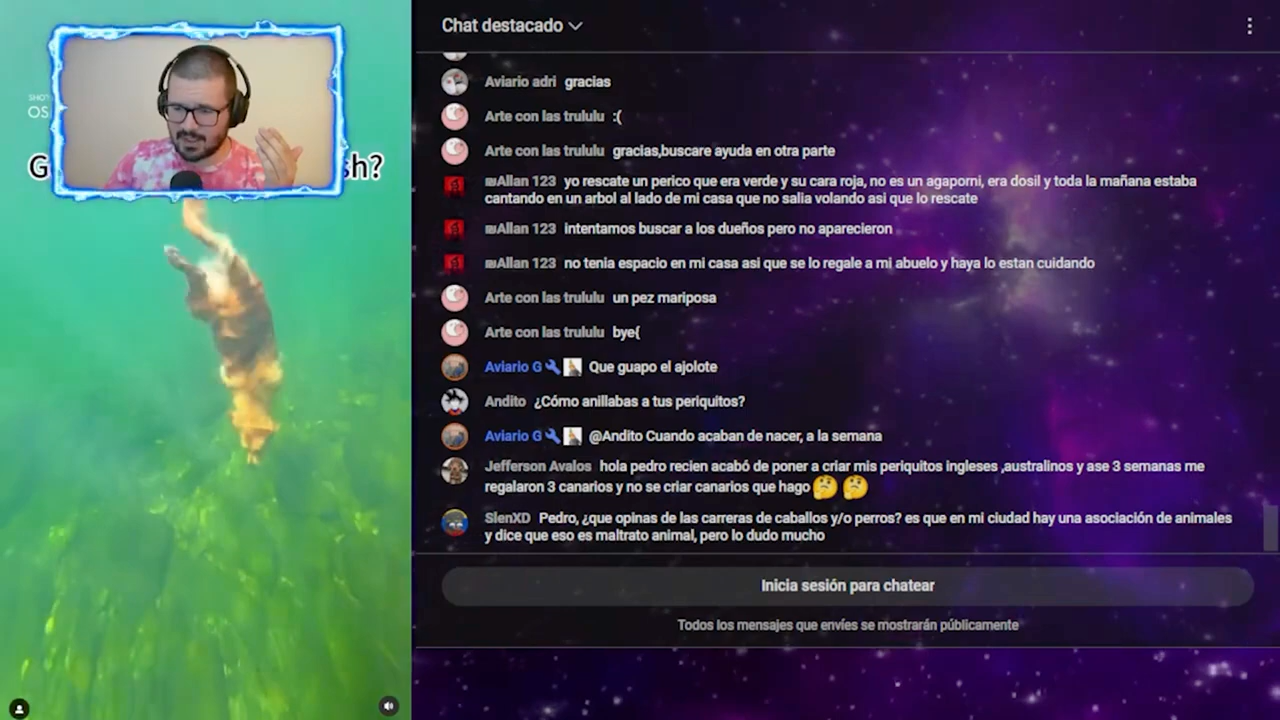 SHO
OS
G
sh?
Chat destacado
Aviario adri gracias
Arte con las trululu :(
Arte con las trululu gracias,buscare ayuda en otra parte
Allan 123 yo rescate un perico que era verde y su cara roja, no es un agaporni, era dosil y toda la mañana estaba
cantando en un arbol al lado de mi casa que no salia volando asi que lo rescate
Allan 123 intentamos buscar a los dueños pero no aparecieron
Allan 123 no tenia espacio en mi casa asi que se lo regale a mi abuelo y haya lo estan cuidando
Arte con las trululu un pez mariposa
Arte con las trululu bye{
Aviario G Que guapo el ajolote
Andito ¿Cómo anillabas a tus periquitos?
Aviario G @Andito Cuando acaban de nacer, a la semana
Jefferson Avalos hola pedro recien acabó de poner a criar mis periquitos ingleses ,australinos y ase 3 semanas me
regalaron 3 canarios y no se criar canarios que hago 🤔 🤔
SlenXD Pedro, ¿que opinas de las carreras de caballos y/o perros? es que en mi ciudad hay una asociación de animales
y dice que eso es maltrato animal, pero lo dudo mucho
Inicia sesión para chatear
Todos los mensajes que envíes se mostrarán públicamente